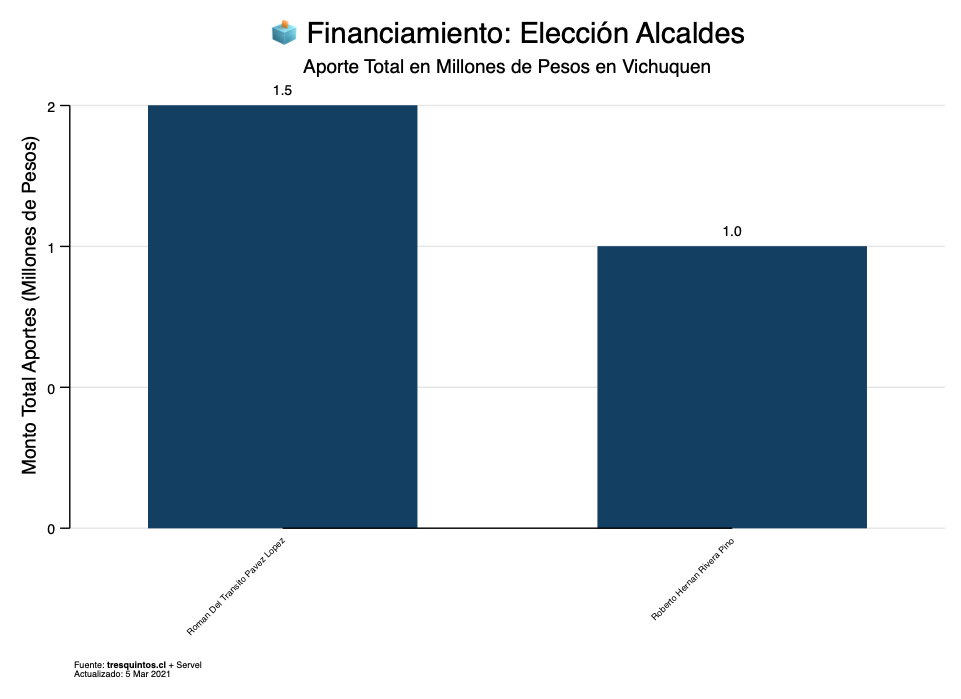 🗳️ Financiamiento: Elección Alcaldes
Aporte Total en Millones de Pesos en Vichuquen
Monto Total Aportes (Millones de Pesos)
2
1
0
0
1.5
1.0
Roman Del Transito Pavez Lopez
Roberto Hernan Rivera Pino
Fuente: tresquintos.cl + Servel
Actualizado: 5 Mar 2021